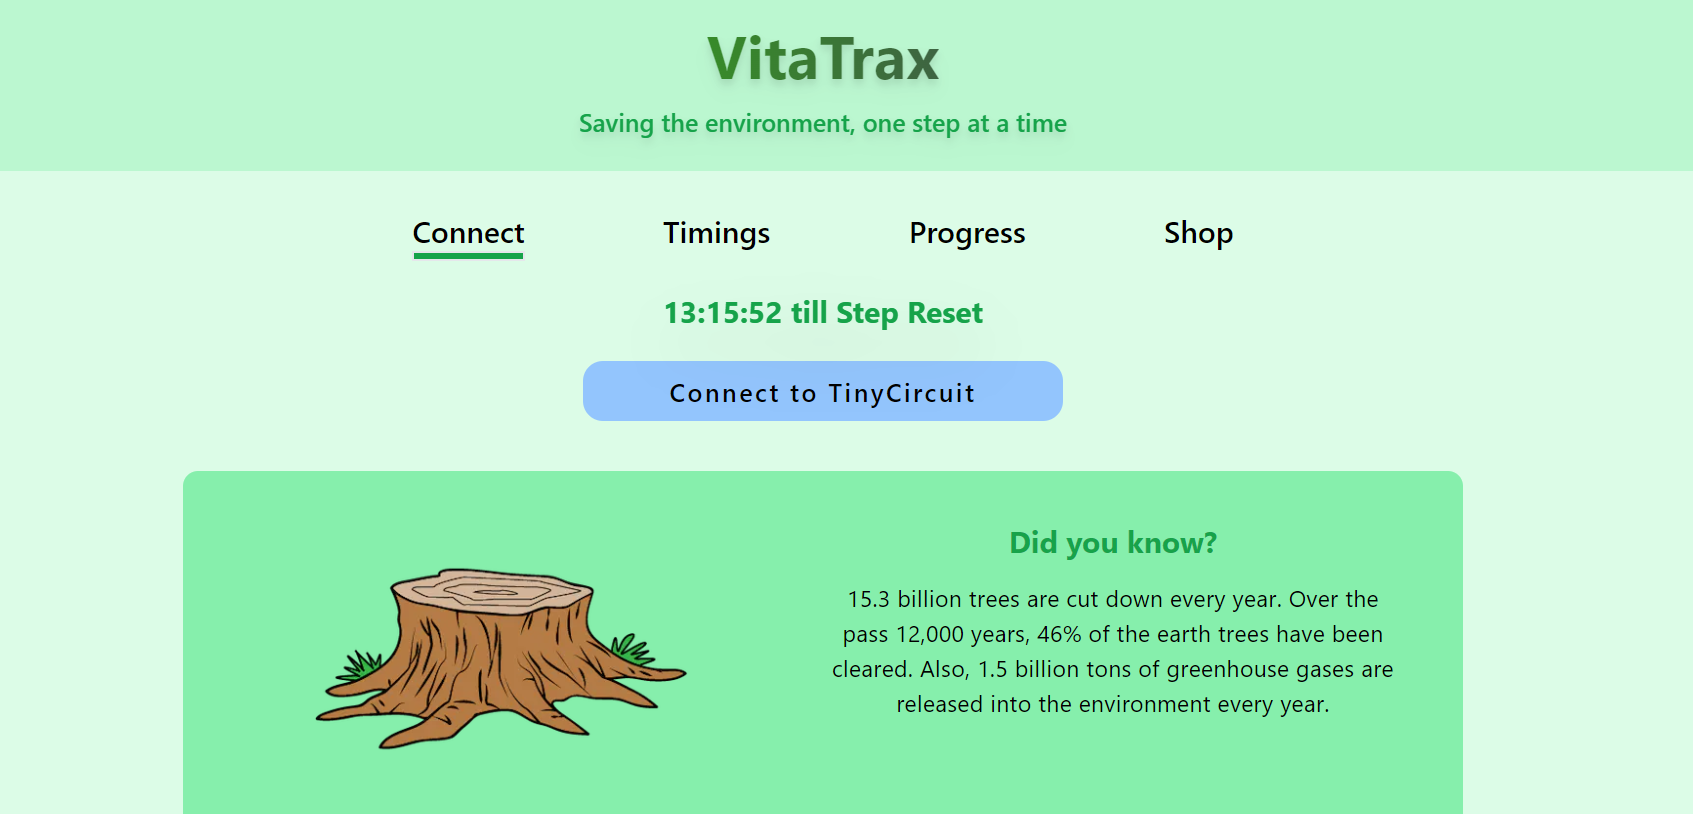 VitaTrax
Saving the environment, one step at a time
Connect Timings Progress Shop
13:15:52 till Step Reset
Connect to TinyCircuit
Did you know?
15.3 billion trees are cut down every year. Over the
pass 12,000 years, 46% of the earth trees have been
cleared. Also, 1.5 billion tons of greenhouse gases are
released into the environment every year.